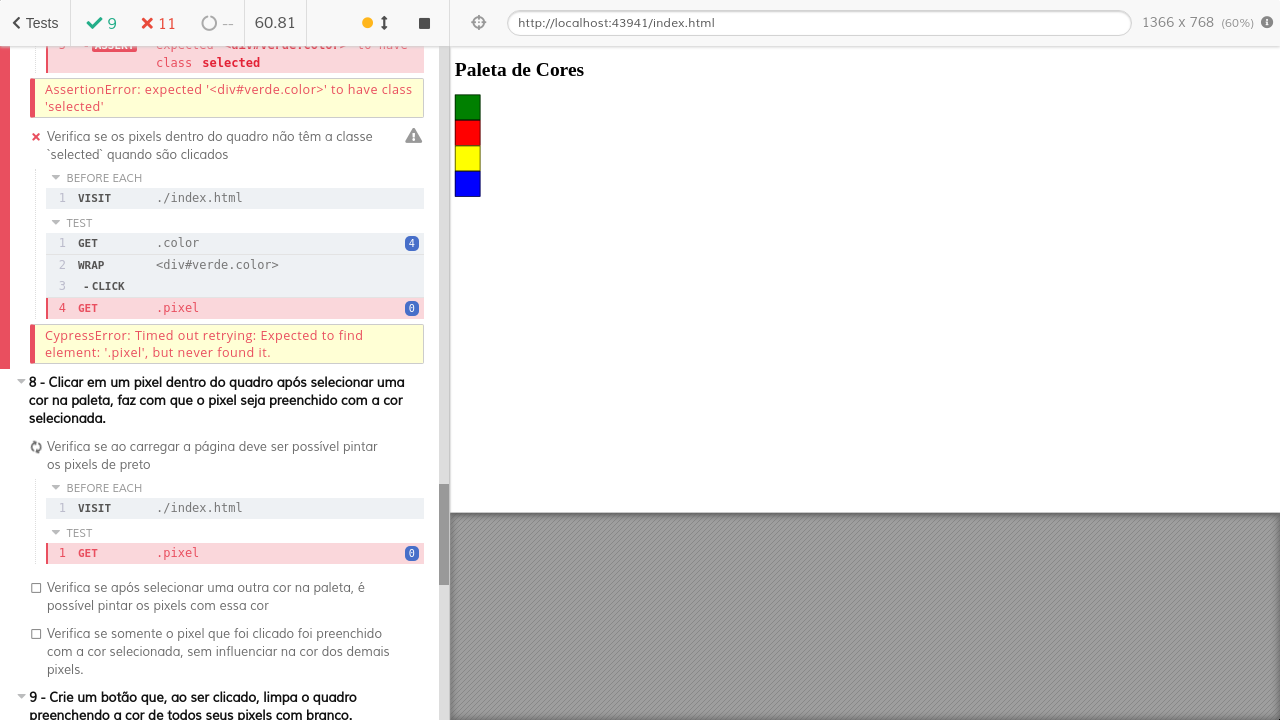 Tests 9 11 -- 60.81 http://localhost:43941/index.html 1366 x 768 (60%)
3 - ASSERT expected <div#verde.color> to have
class selected
AssertionError: expected '<div#verde.color>' to have class
'selected'
Verifica se os pixels dentro do quadro não têm a classe
`selected` quando são clicados
BEFORE EACH
1 VISIT ./index.html
TEST
1 GET .color 4
2 WRAP <div#verde.color>
3 -CLICK
4 GET .pixel 0
CypressError: Timed out retrying: Expected to find
element: '.pixel', but never found it.
8 - Clicar em um pixel dentro do quadro após selecionar uma
cor na paleta, faz com que o pixel seja preenchido com a cor
selecionada.
Verifica se ao carregar a página deve ser possível pintar
os pixels de preto
BEFORE EACH
1 VISIT ./index.html
TEST
1 GET .pixel 0
Verifica se após selecionar uma outra cor na paleta, é
possível pintar os pixels com essa cor
Verifica se somente o pixel que foi clicado foi preenchido
com a cor selecionada, sem influenciar na cor dos demais
pixels.
9 - Crie um botão que, ao ser clicado, limpa o quadro
preenchendo a cor de todos seus pixels com branco.
Paleta de Cores